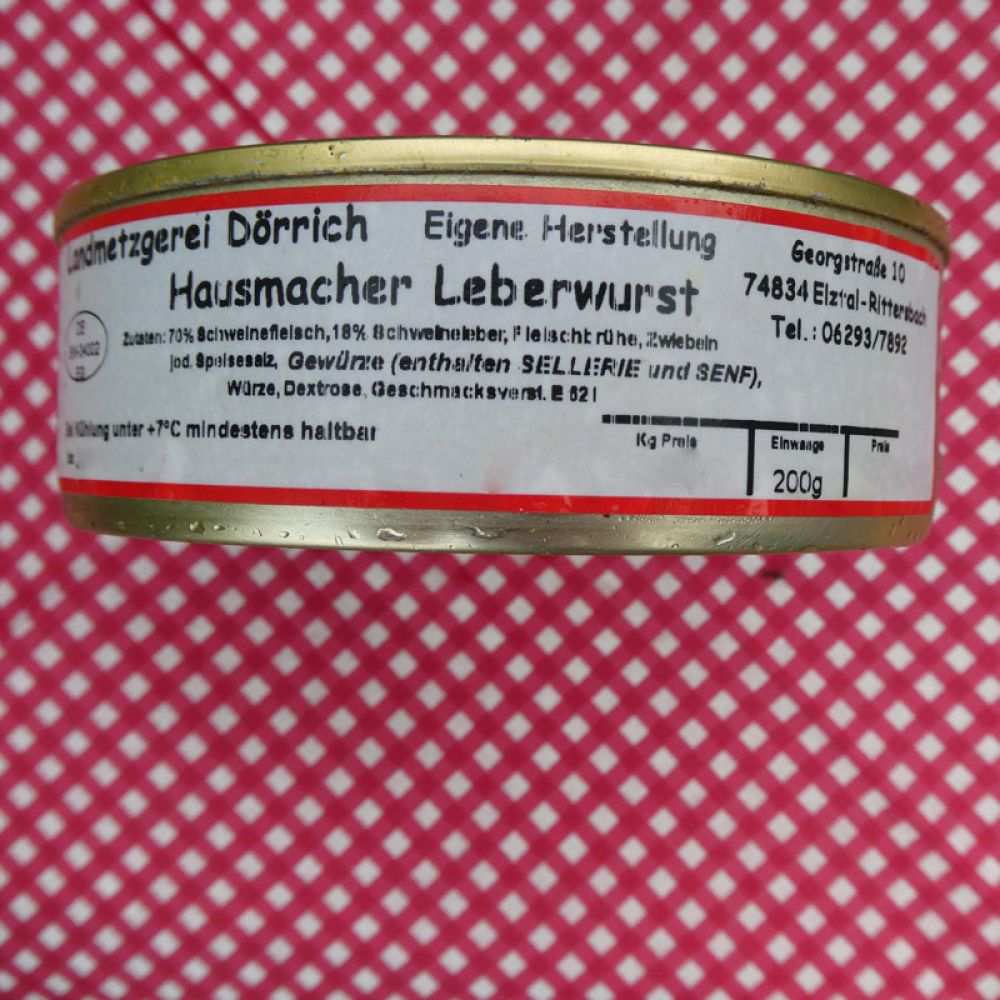 Landmetzgerei Dörrich
Eigene Herstellung
Georgstraße 10
74834 Elztal-Rittersbach
Tel.: 06293/7892
Hausmacher Leberwurst
Zutaten: 70% Schweinefleisch, 18% Schweineleber, Fleischbrühe, Zwiebeln
jod. Speisesalz, Gewürze (enthalten SELLERIE und SENF),
Würze, Dextrose, Geschmacksverst. E 621
DE
EG
Bei Kühlung unter +7°C mindestens haltbar
Kg Preis
Einwaage
Preis
200g